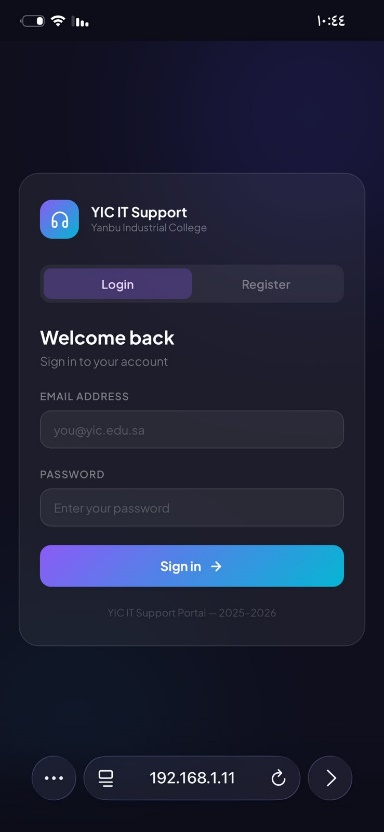 ١٠:٤٤
YIC IT Support
Yanbu Industrial College
Login
Register
Welcome back
Sign in to your account
EMAIL ADDRESS
you@yic.edu.sa
PASSWORD
Enter your password
Sign in →
YIC IT Support Portal — 2025–2026
192.168.1.11